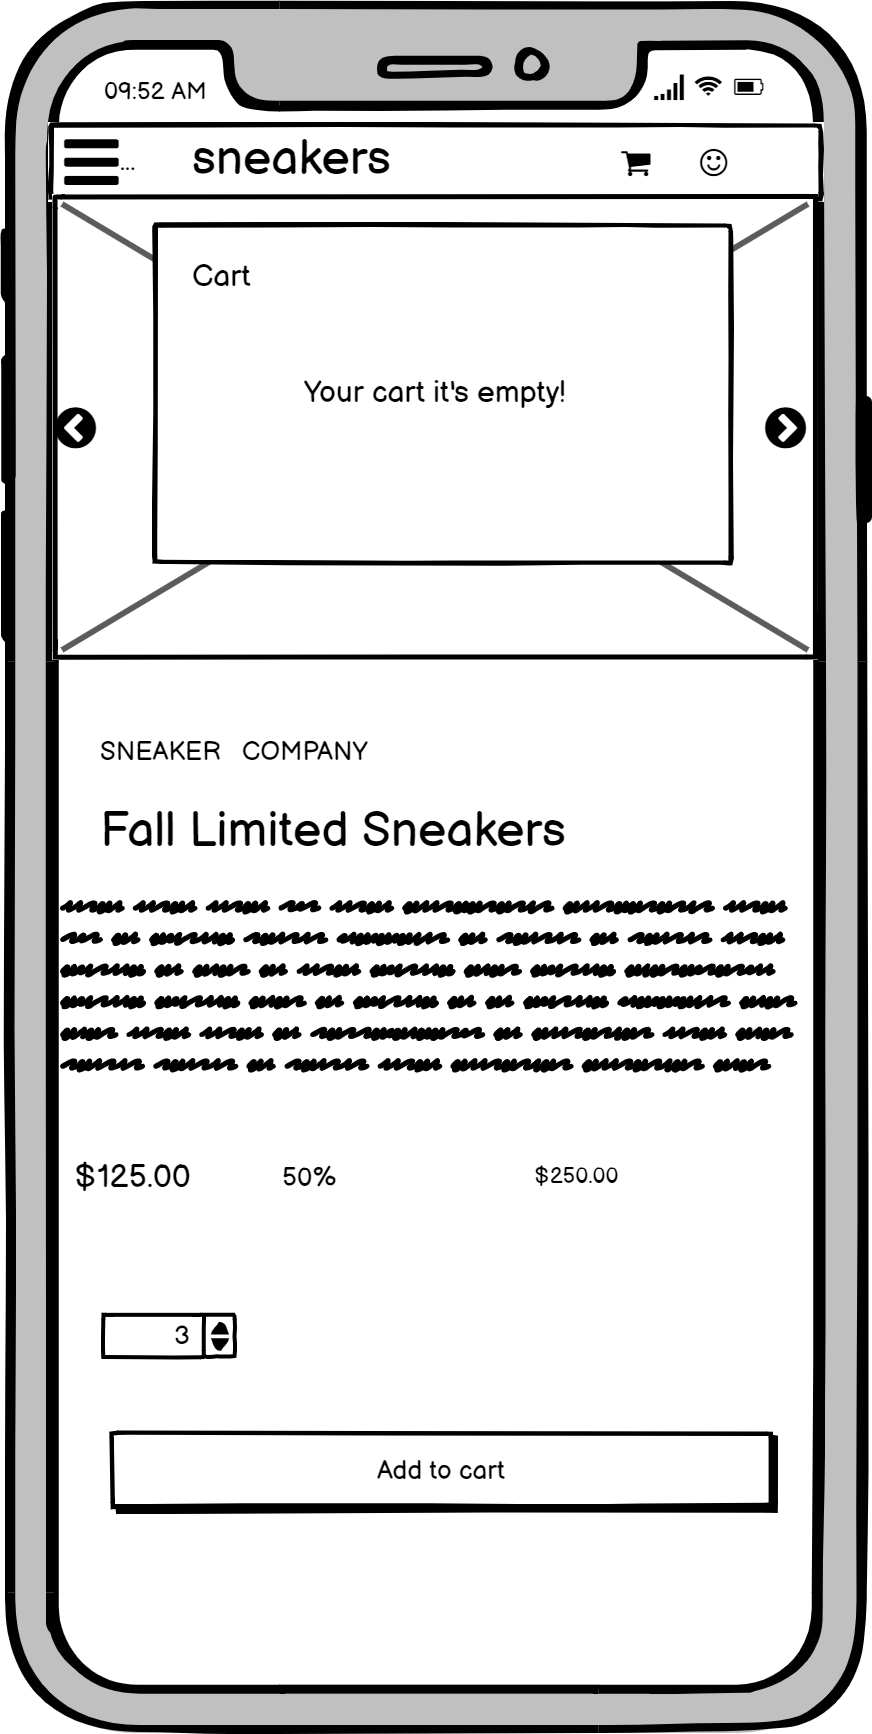 09:52 AM
... sneakers
Cart
Your cart it's empty!
SNEAKER COMPANY
Fall Limited Sneakers
$125.00 50% $250.00
3
Add to cart